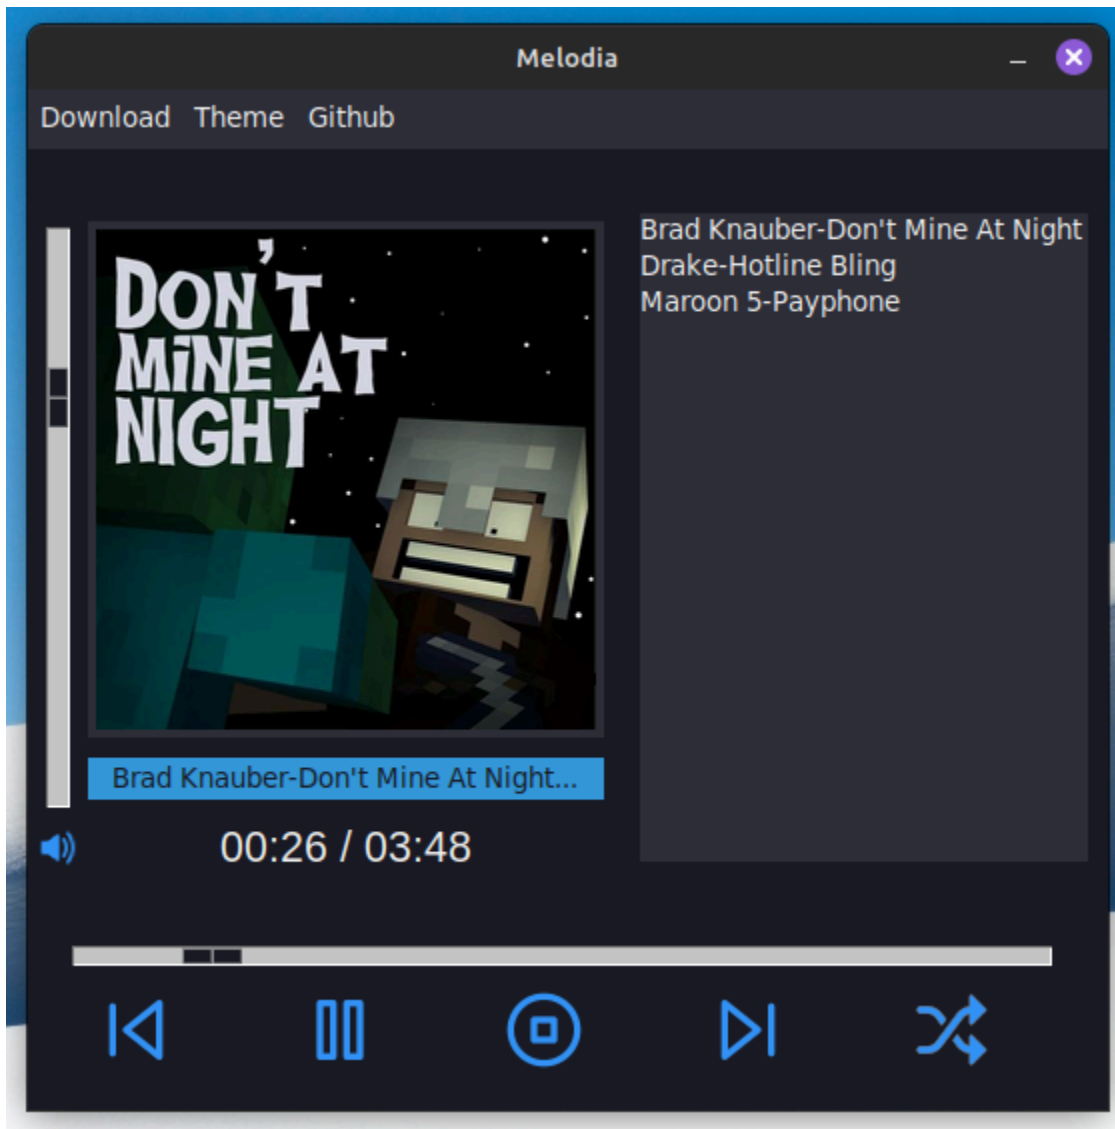 Melodia
Download Theme Github
DON'T
MiNE AT
NIGHT
Brad Knauber-Don't Mine At Night...
00:26 / 03:48
Brad Knauber-Don't Mine At Night
Drake-Hotline Bling
Maroon 5-Payphone